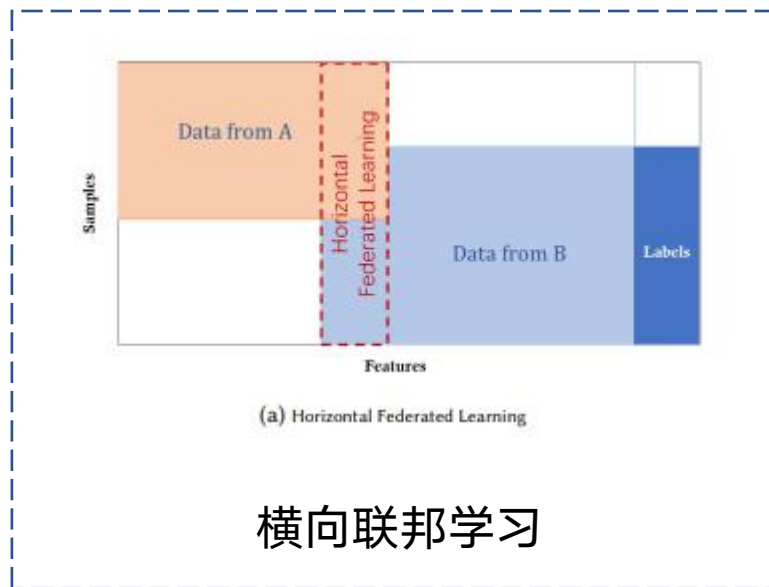 Data from A
Samples
Horizontal
Federated Learning
Data from B
Labels
Features
(a) Horizontal Federated Learning
横向联邦学习